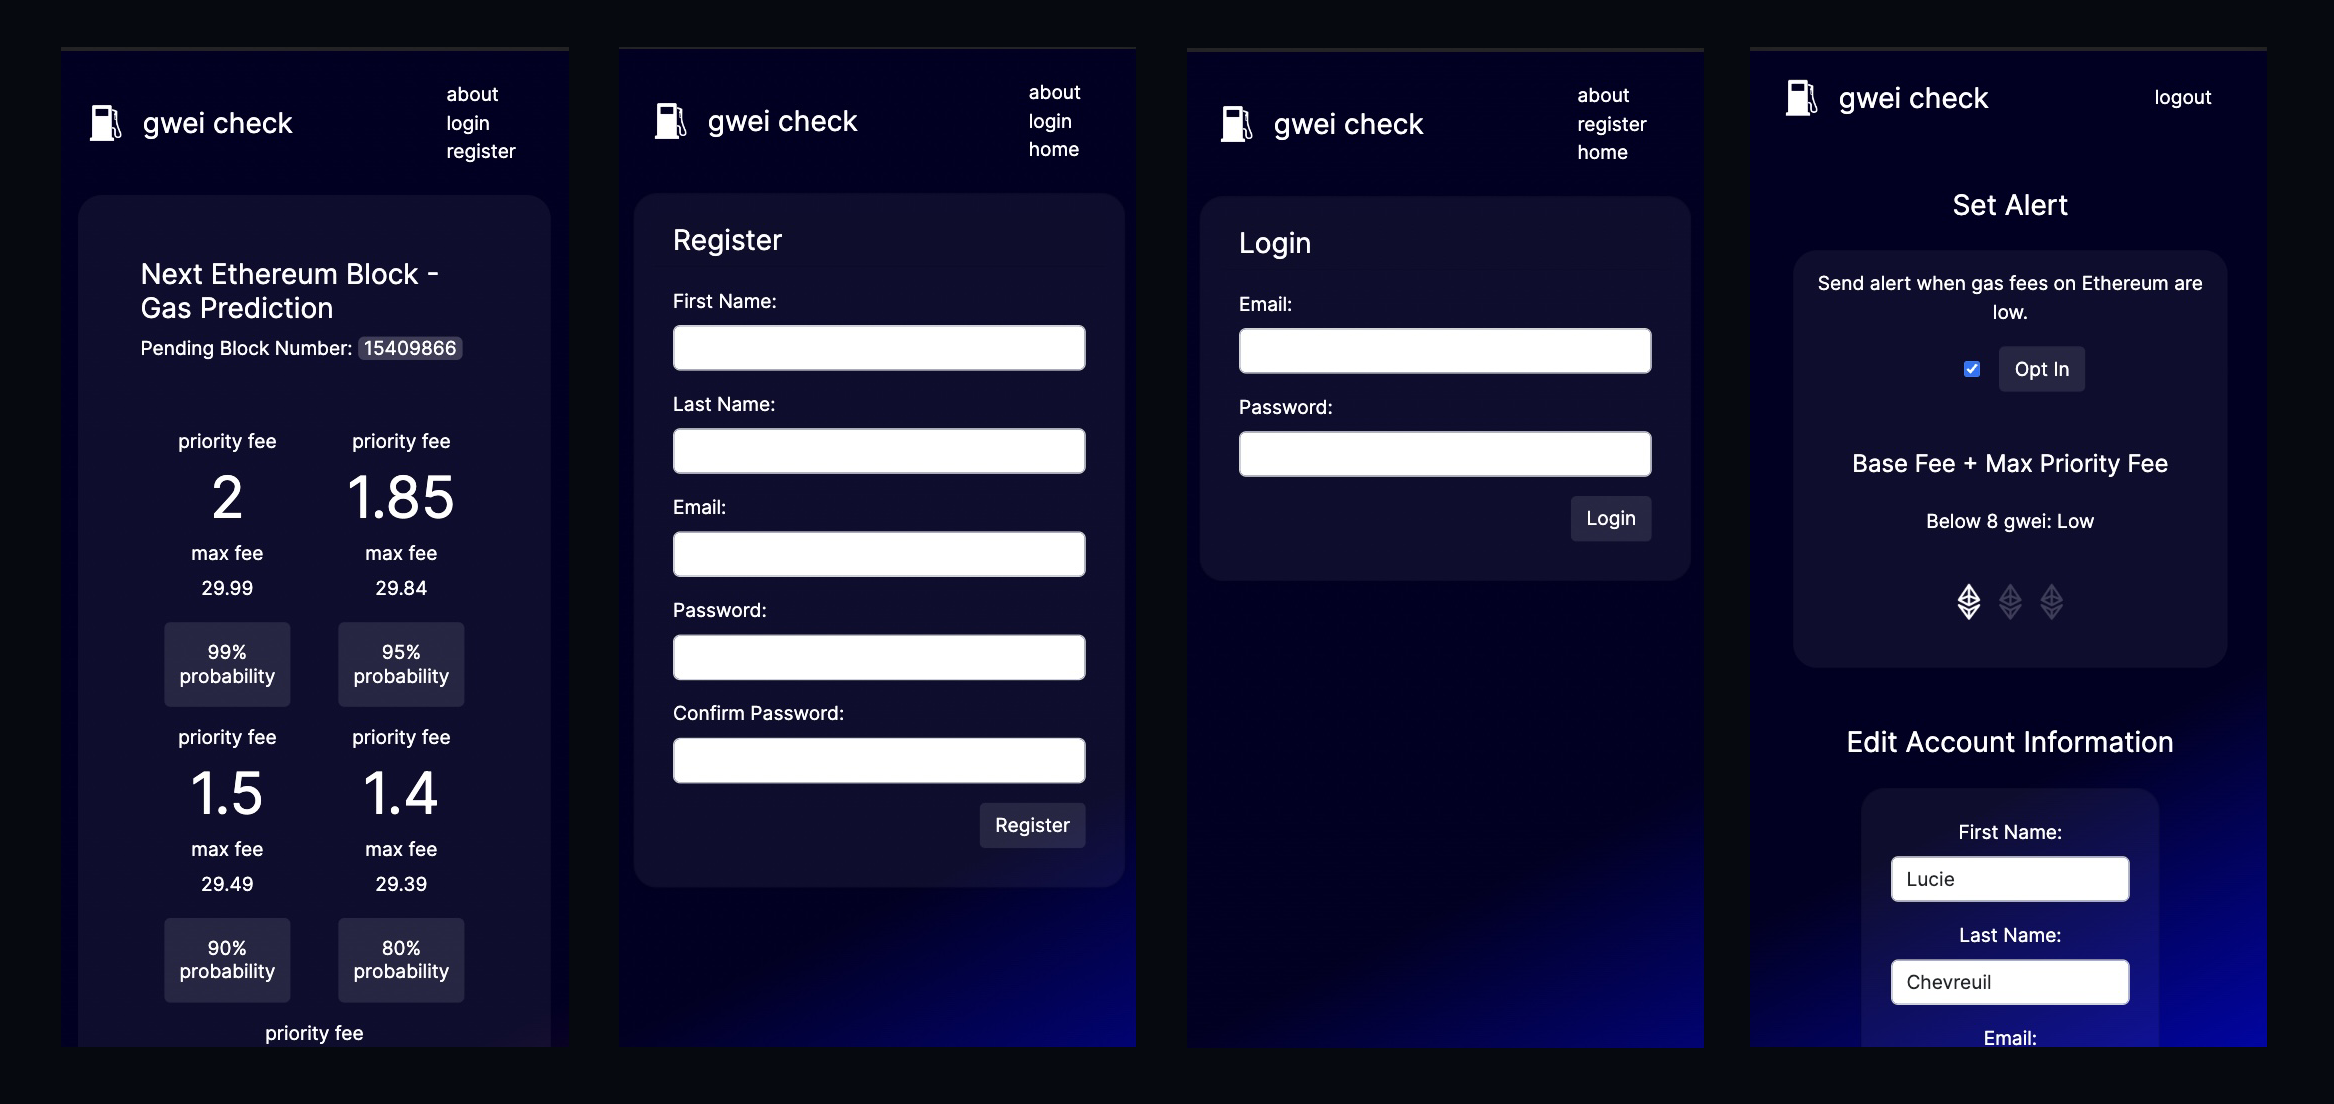 gwei check
about
login
register
Next Ethereum Block -
Gas Prediction
Pending Block Number: 15409866
priority fee
2
max fee
29.99
99%
probability
priority fee
1.85
max fee
29.84
95%
probability
priority fee
1.5
max fee
29.49
90%
probability
priority fee
1.4
max fee
29.39
80%
probability
priority fee
gwei check
about
login
home
Register
First Name:
Last Name:
Email:
Password:
Confirm Password:
Register
gwei check
about
register
home
Login
Email:
Password:
Login
gwei check
logout
Set Alert
Send alert when gas fees on Ethereum are
low.
Opt In
Base Fee + Max Priority Fee
Below 8 gwei: Low
Edit Account Information
First Name:
Lucie
Last Name:
Chevreuil
Email: